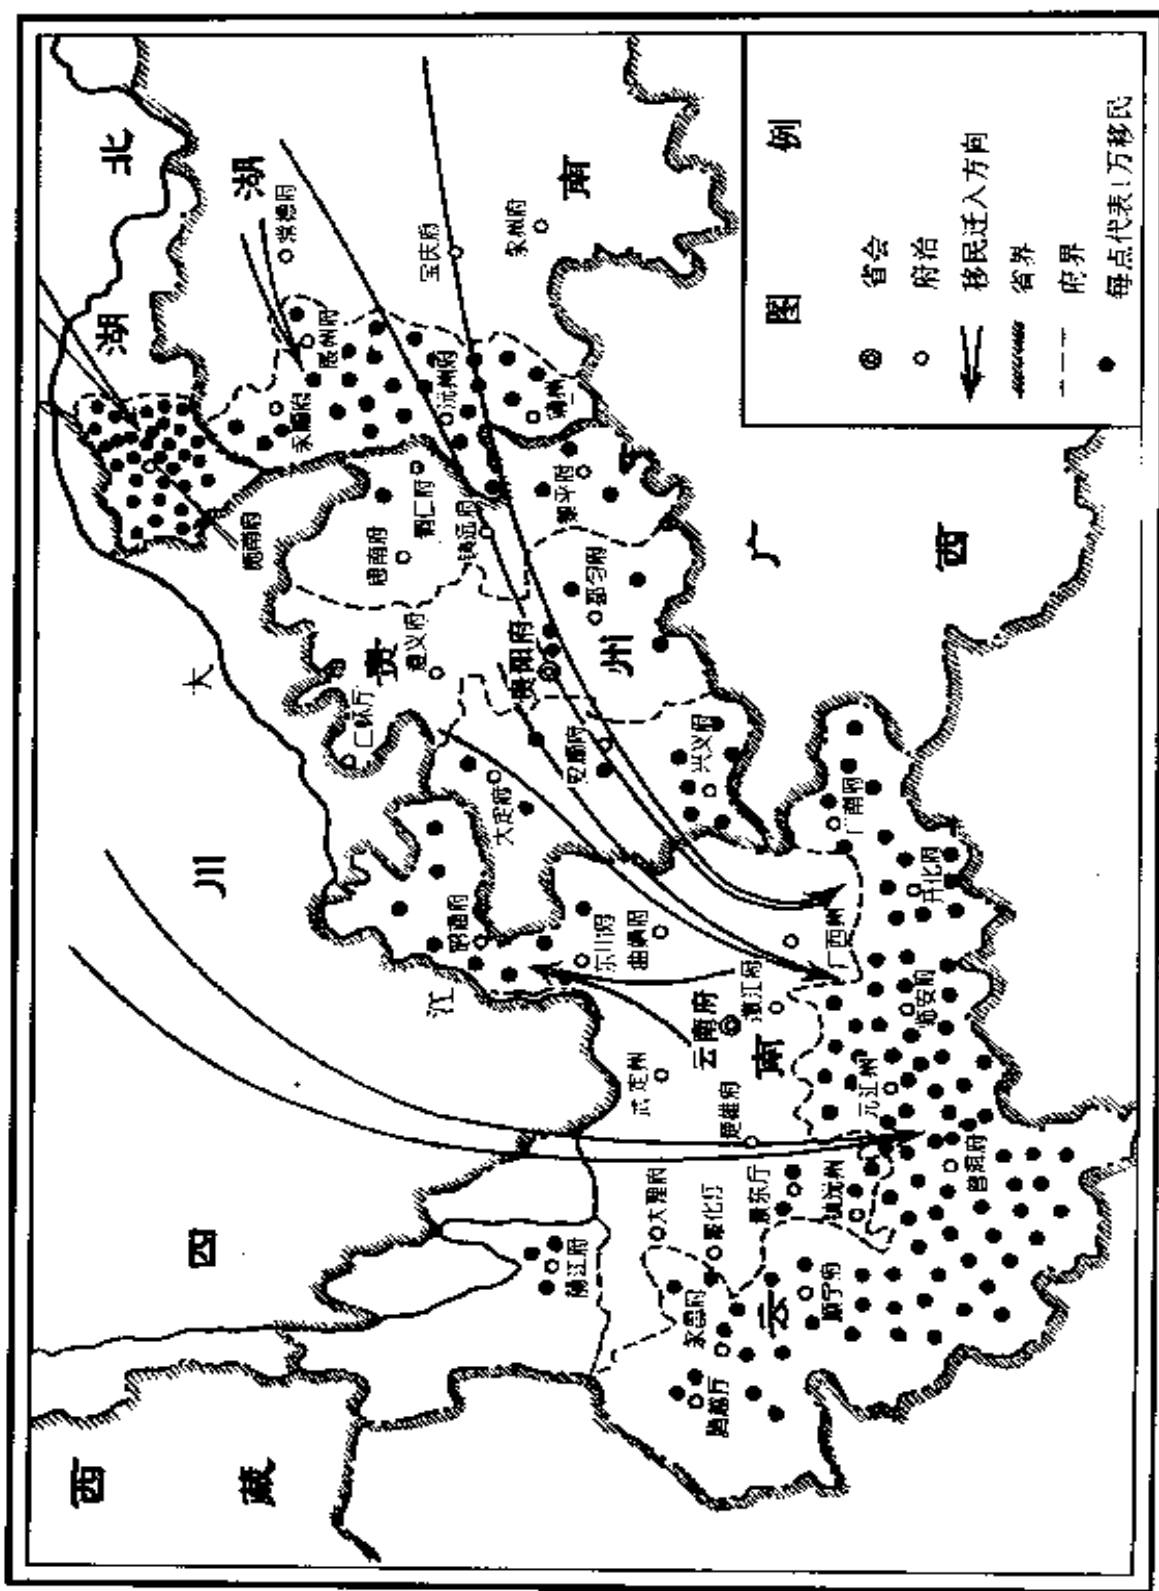 图 例
省会
府治
移民迁入方向
省界
府界
每点代表1万移民
湖
北
湖
南
四
川
贵
州
云
南
广
西
西
藏
大
江
常德府
宝庆府
永州府
辰州府
永顺府
沅州府
靖州
施南府
思南府
铜仁府
镇远府
黎平府
都匀府
遵义府
仁怀厅
贵阳府
安顺府
大定府
兴义府
昭通府
东川府
曲靖府
广西州
广南府
开化府
澂江府
云南府
武定州
楚雄府
临安府
元江州
普洱府
镇沅州
景东厅
蒙化厅
大理府
丽江府
永昌府
顺宁府
腾越厅